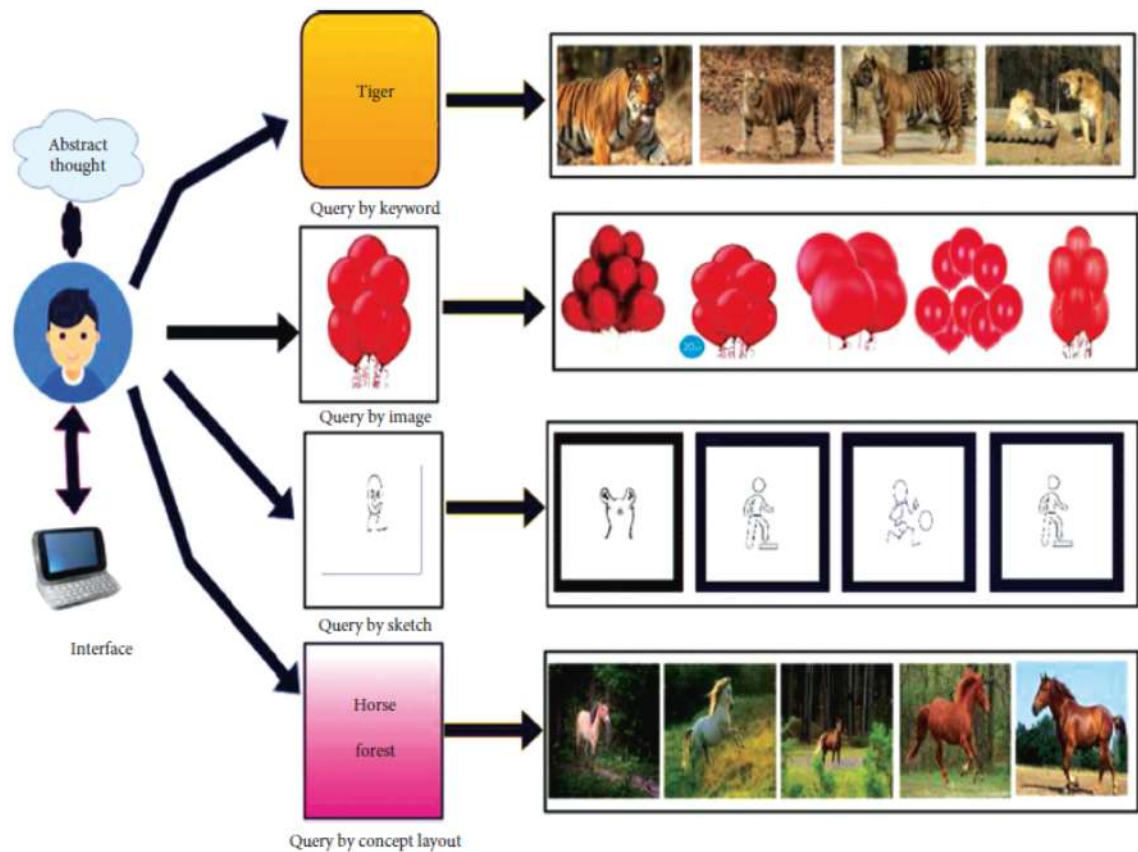 Abstract
thought
Tiger
Query by keyword
Query by image
Query by sketch
Interface
Horse
forest
Query by concept layout